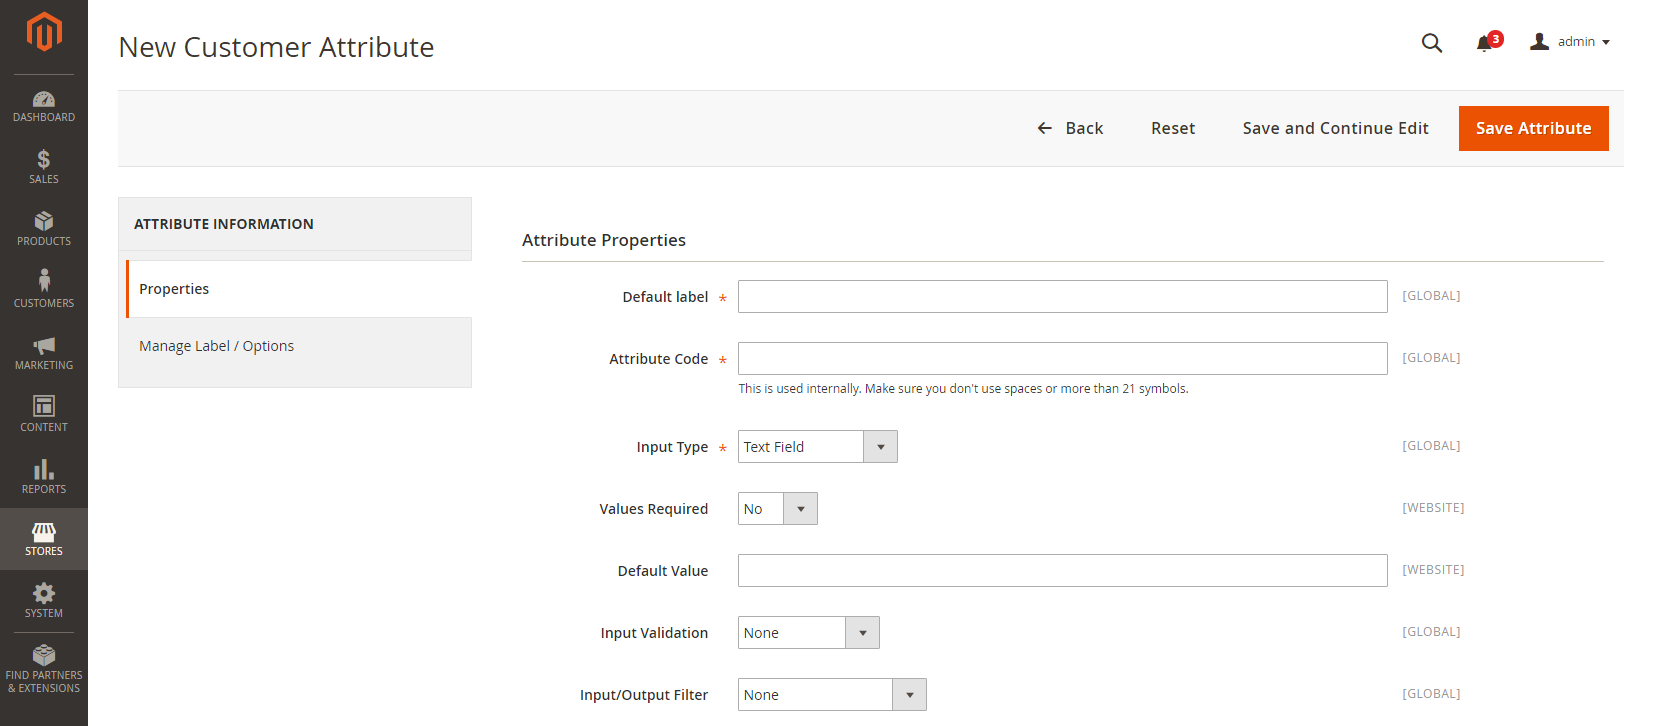 New Customer Attribute
3
admin
Back
Reset
Save and Continue Edit
Save Attribute
DASHBOARD
SALES
PRODUCTS
CUSTOMERS
MARKETING
CONTENT
REPORTS
STORES
SYSTEM
FIND PARTNERS
& EXTENSIONS
ATTRIBUTE INFORMATION
Properties
Manage Label / Options
Attribute Properties
Default label * [GLOBAL]
Attribute Code * [GLOBAL]
This is used internally. Make sure you don't use spaces or more than 21 symbols.
Input Type * Text Field [GLOBAL]
Values Required No [WEBSITE]
Default Value [WEBSITE]
Input Validation None [GLOBAL]
Input/Output Filter None [GLOBAL]